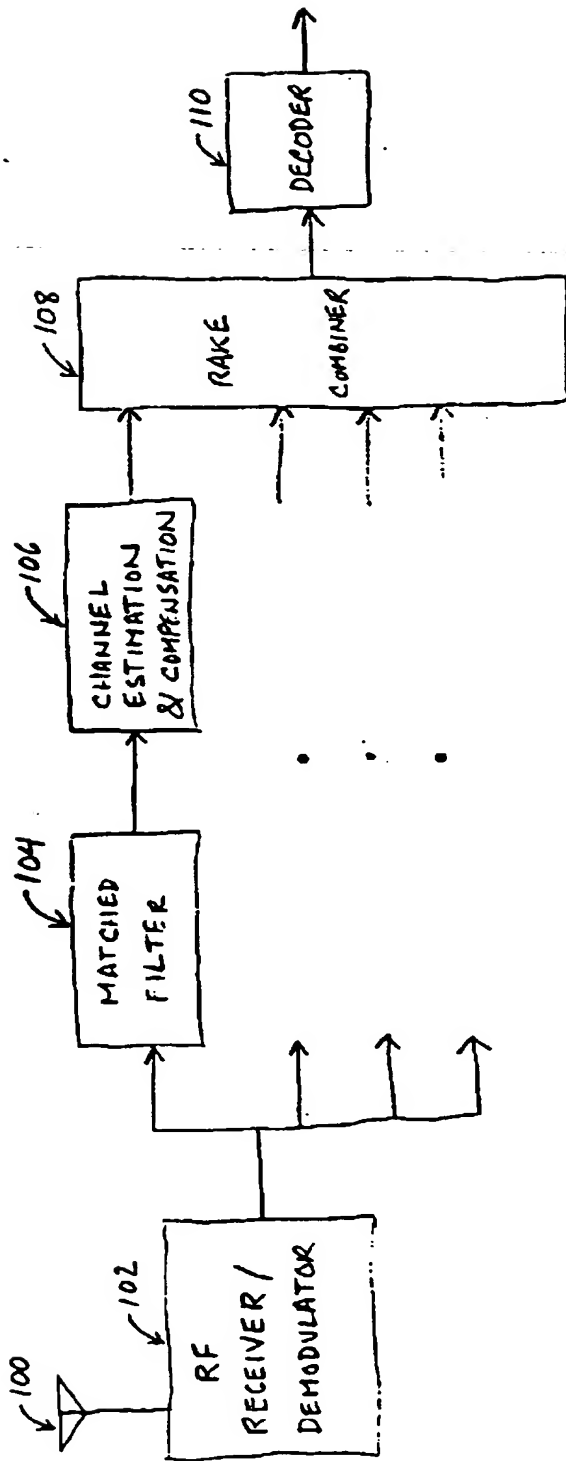 100
102
RF
RECEIVER /
DEMODULATOR
104
MATCHED
FILTER
106
CHANNEL
ESTIMATION
& COMPENSATION
108
RAKE
COMBINER
110
DECODER